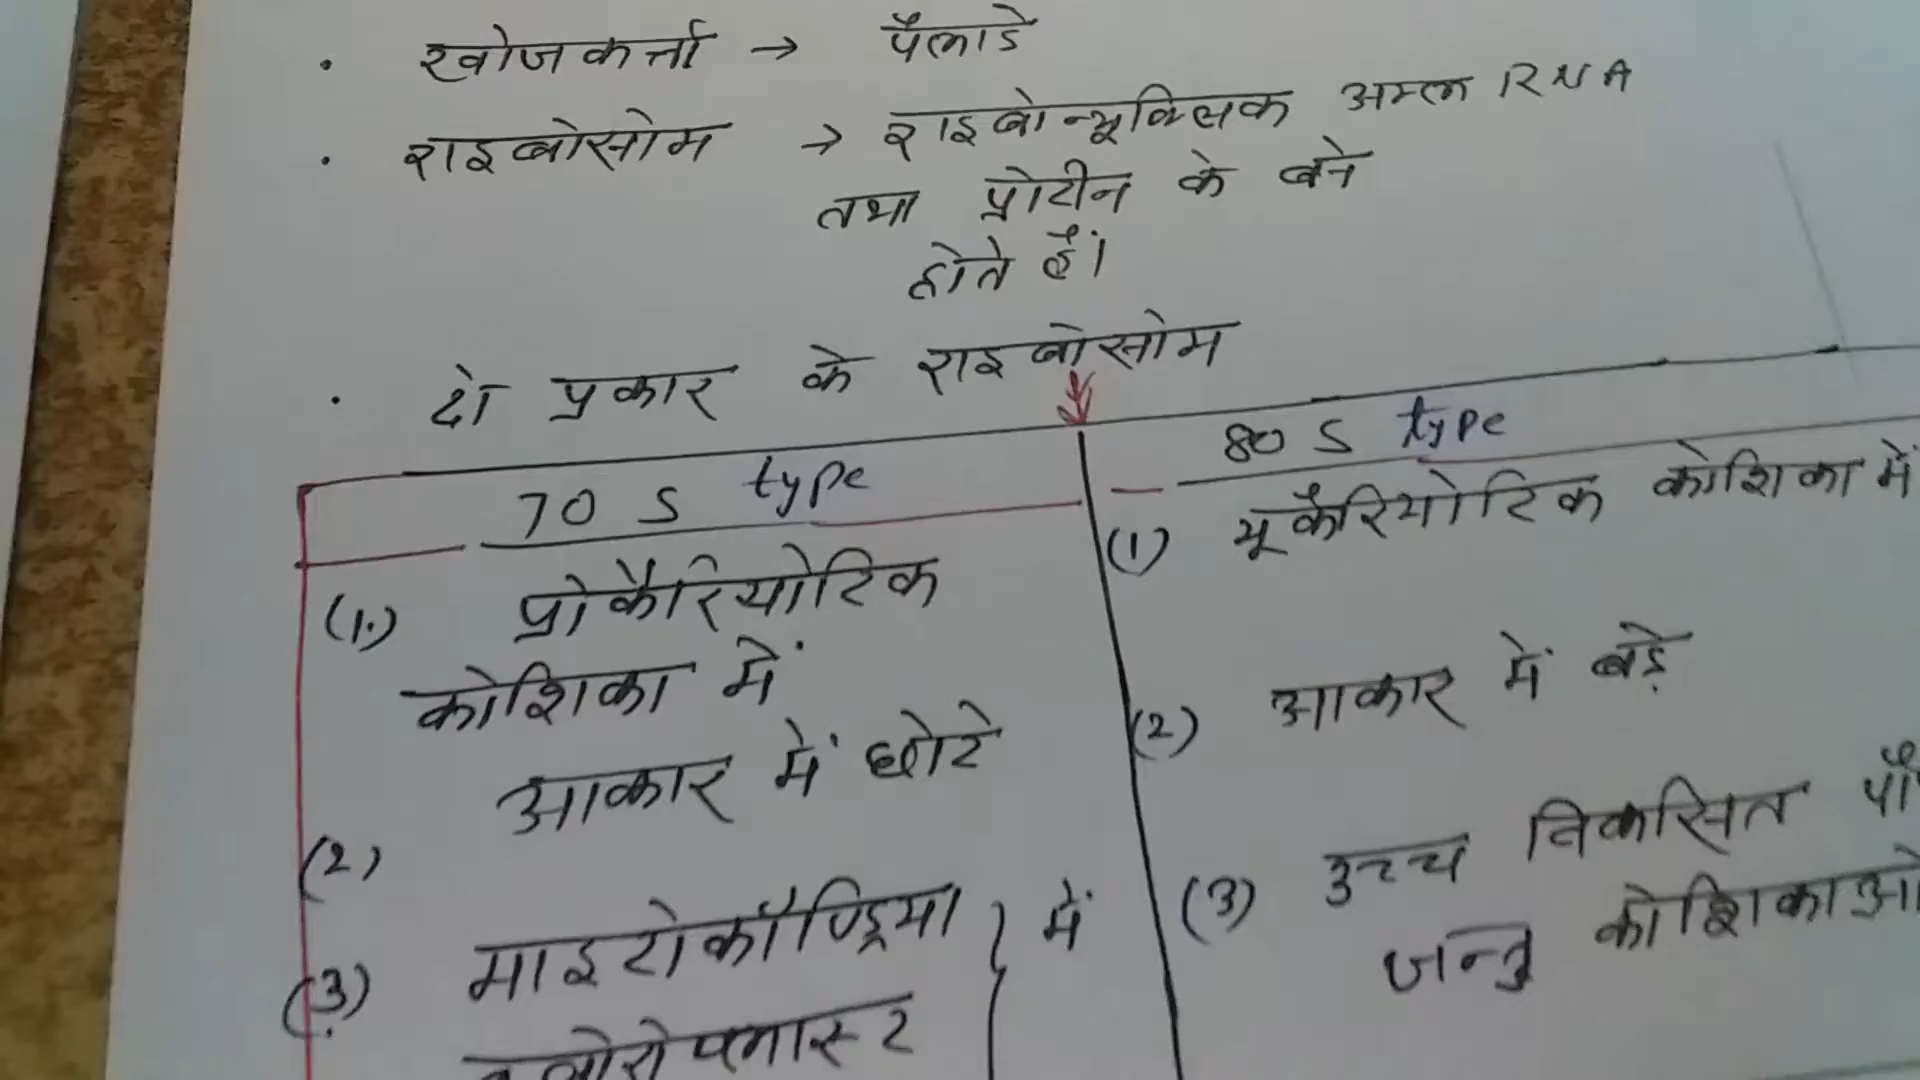 . खोजकर्त्ता → पैलाडे
. राइबोसोम → राइबोन्यूक्लिक अम्ल RNA
तथा प्रोटीन के बने
होते हैं।
. दो प्रकार के राइबोसोम
70 S type
(1.) प्रोकैरियोटिक
कोशिका में
आकार में छोटे
(2)
(3) माइटोकॉण्ड्रिया } में
क्लोरोप्लास्ट
80 S type
(1) यूकैरियोटिक कोशिका में
(2) आकार में बड़े
(3) उच्च विकसित
जन्तु कोशिकाओ